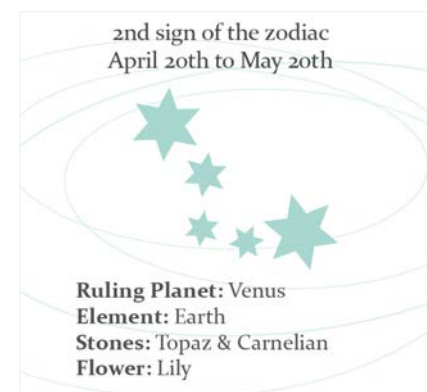 2nd sign of the zodiac
April 20th to May 20th
Ruling Planet: Venus
Element: Earth
Stones: Topaz & Carnelian
Flower: Lily